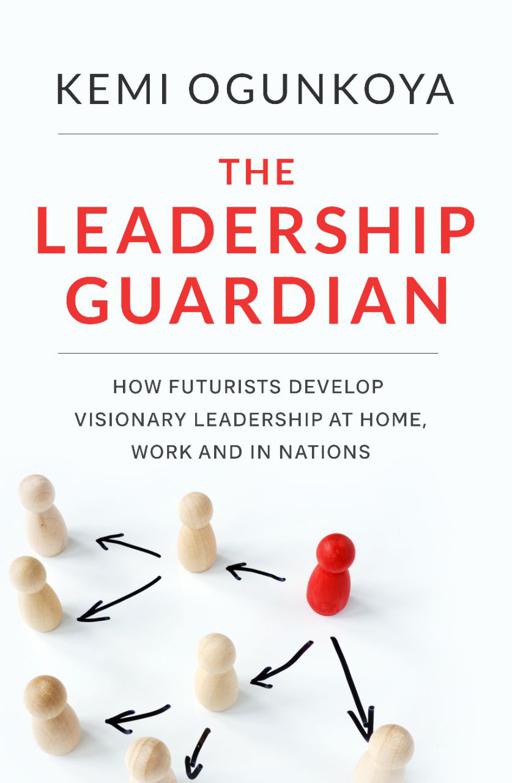 KEMI OGUNKOYA
THE
LEADERSHIP
GUARDIAN
HOW FUTURISTS DEVELOP
VISIONARY LEADERSHIP AT HOME,
WORK AND IN NATIONS